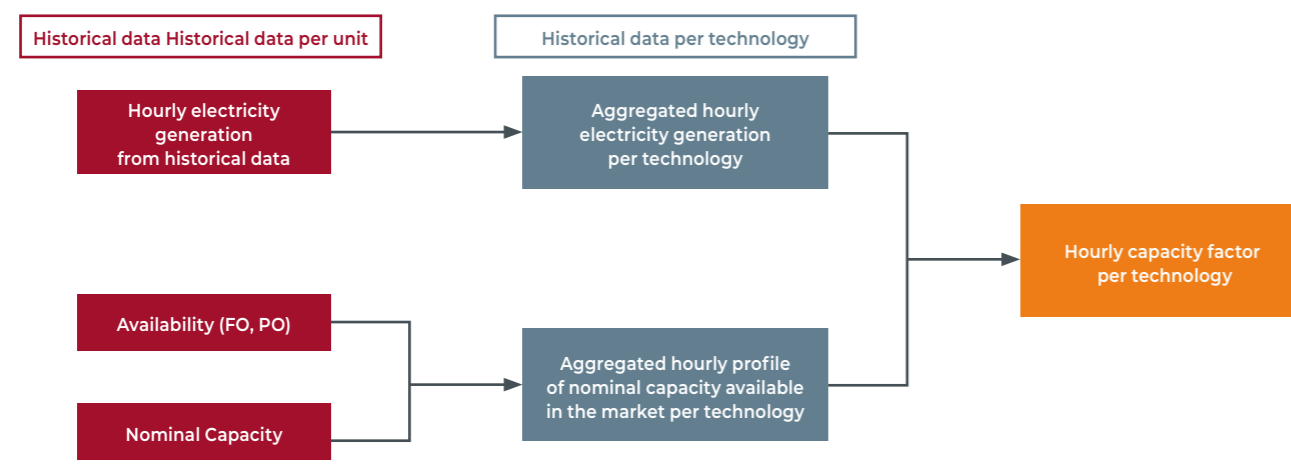 Historical data Historical data per unit
Historical data per technology
Hourly electricity
generation
from historical data
Aggregated hourly
electricity generation
per technology
Hourly capacity factor
per technology
Availability (FO, PO)
Aggregated hourly profile
of nominal capacity available
in the market per technology
Nominal Capacity